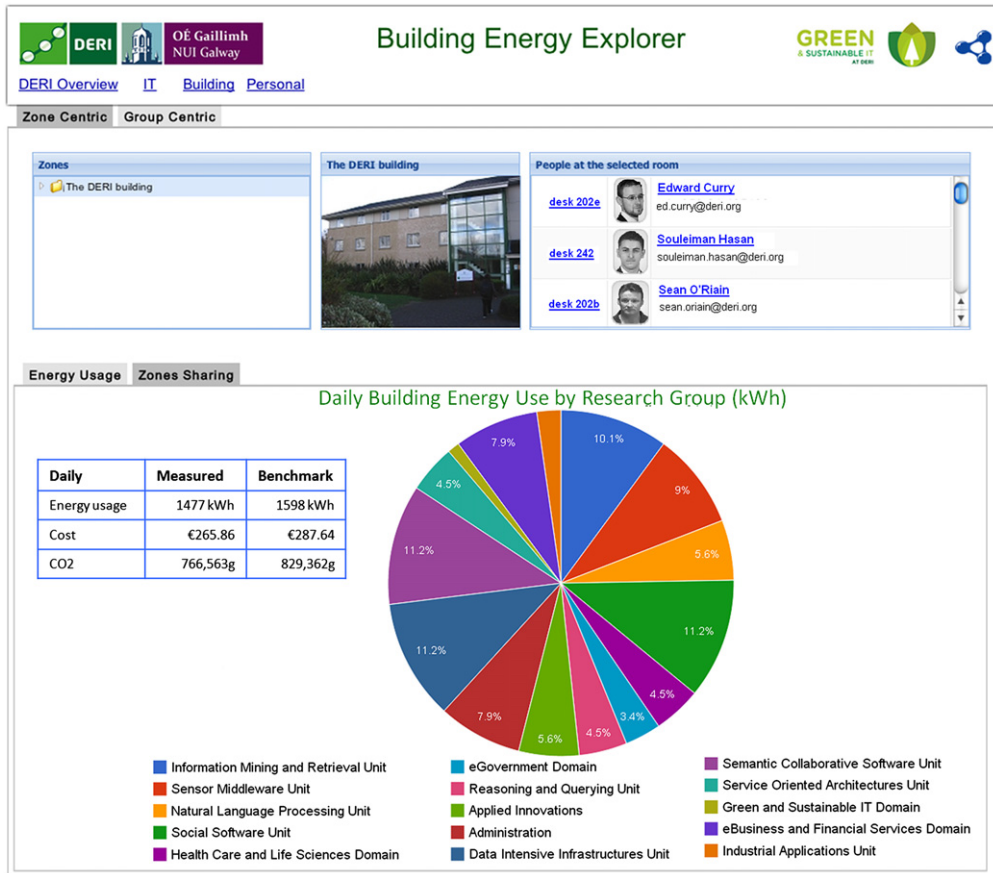 DERI
OÉ Gaillimh
NUI Galway
Building Energy Explorer
GREEN
& SUSTAINABLE IT
AT DERI
DERI Overview IT Building Personal
Zone Centric Group Centric
Zones
The DERI building
The DERI building
People at the selected room
desk 202e
Edward Curry
ed.curry@deri.org
desk 242
Souleiman Hasan
souleiman.hasan@deri.org
desk 202b
Sean O'Riain
sean.oriain@deri.org
Energy Usage Zones Sharing
Daily Building Energy Use by Research Group (kWh)
Daily Measured Benchmark
Energy usage 1477 kWh 1598 kWh
Cost €265.86 €287.64
CO2 766,563g 829,362g
10.1%
9%
5.6%
11.2%
4.5%
3.4%
4.5%
5.6%
7.9%
11.2%
11.2%
4.5%
7.9%
Information Mining and Retrieval Unit
Sensor Middleware Unit
Natural Language Processing Unit
Social Software Unit
Health Care and Life Sciences Domain
eGovernment Domain
Reasoning and Querying Unit
Applied Innovations
Administration
Data Intensive Infrastructures Unit
Semantic Collaborative Software Unit
Service Oriented Architectures Unit
Green and Sustainable IT Domain
eBusiness and Financial Services Domain
Industrial Applications Unit